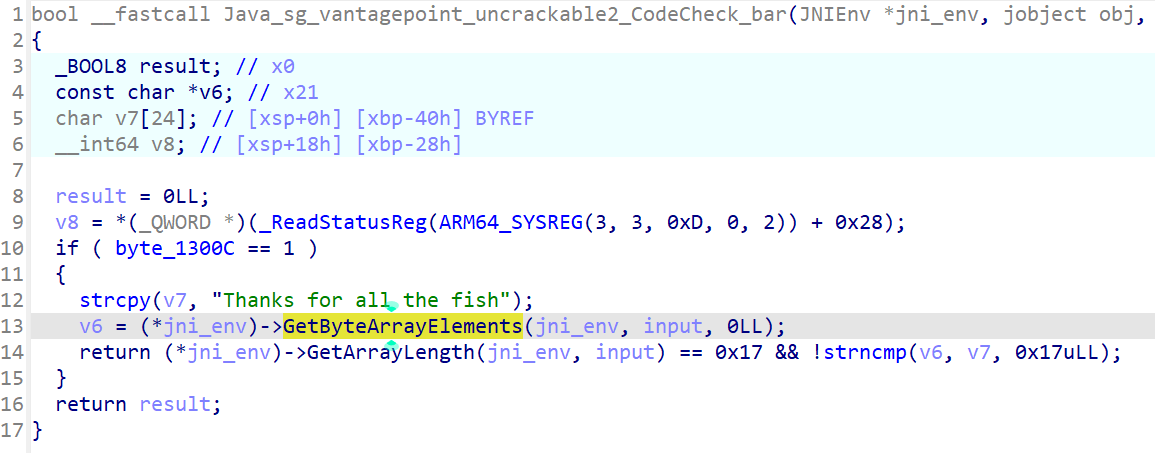 1 bool __fastcall Java_sg_vantagepoint_uncrackable2_CodeCheck_bar(JNIEnv *jni_env, jobject obj,
2 {
3 _BOOL8 result; // x0
4 const char *v6; // x21
5 char v7[24]; // [xsp+0h] [xbp-40h] BYREF
6 __int64 v8; // [xsp+18h] [xbp-28h]
7
8 result = 0LL;
9 v8 = *(_QWORD *)(_ReadStatusReg(ARM64_SYSREG(3, 3, 0xD, 0, 2)) + 0x28);
10 if ( byte_1300C == 1 )
11 {
12 strcpy(v7, "Thanks for all the fish");
13 v6 = (*jni_env)->GetByteArrayElements(jni_env, input, 0LL);
14 return (*jni_env)->GetArrayLength(jni_env, input) == 0x17 && !strncmp(v6, v7, 0x17uLL);
15 }
16 return result;
17 }